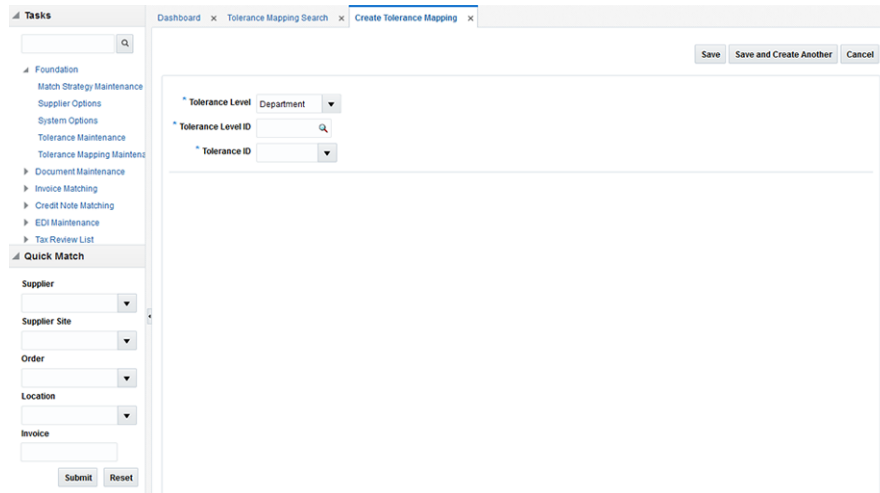 Tasks
Foundation
Match Strategy Maintenance
Supplier Options
System Options
Tolerance Maintenance
Tolerance Mapping Maintena
Document Maintenance
Invoice Matching
Credit Note Matching
EDI Maintenance
Tax Review List
Quick Match
Supplier
Supplier Site
Order
Location
Invoice
Submit Reset
Dashboard × Tolerance Mapping Search × Create Tolerance Mapping ×
Save Save and Create Another Cancel
* Tolerance Level Department
* Tolerance Level ID
* Tolerance ID